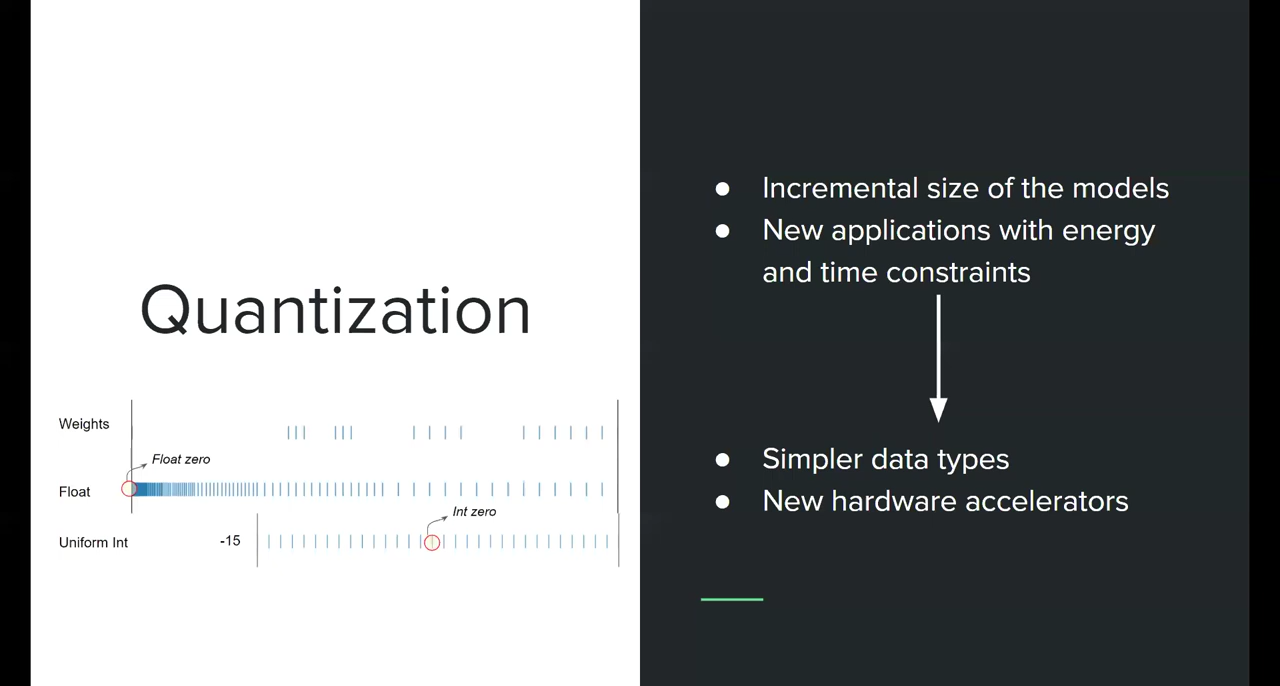 Quantization
Weights
Float zero
Float
Int zero
Uniform Int
-15
● Incremental size of the models
● New applications with energy
and time constraints
● Simpler data types
● New hardware accelerators